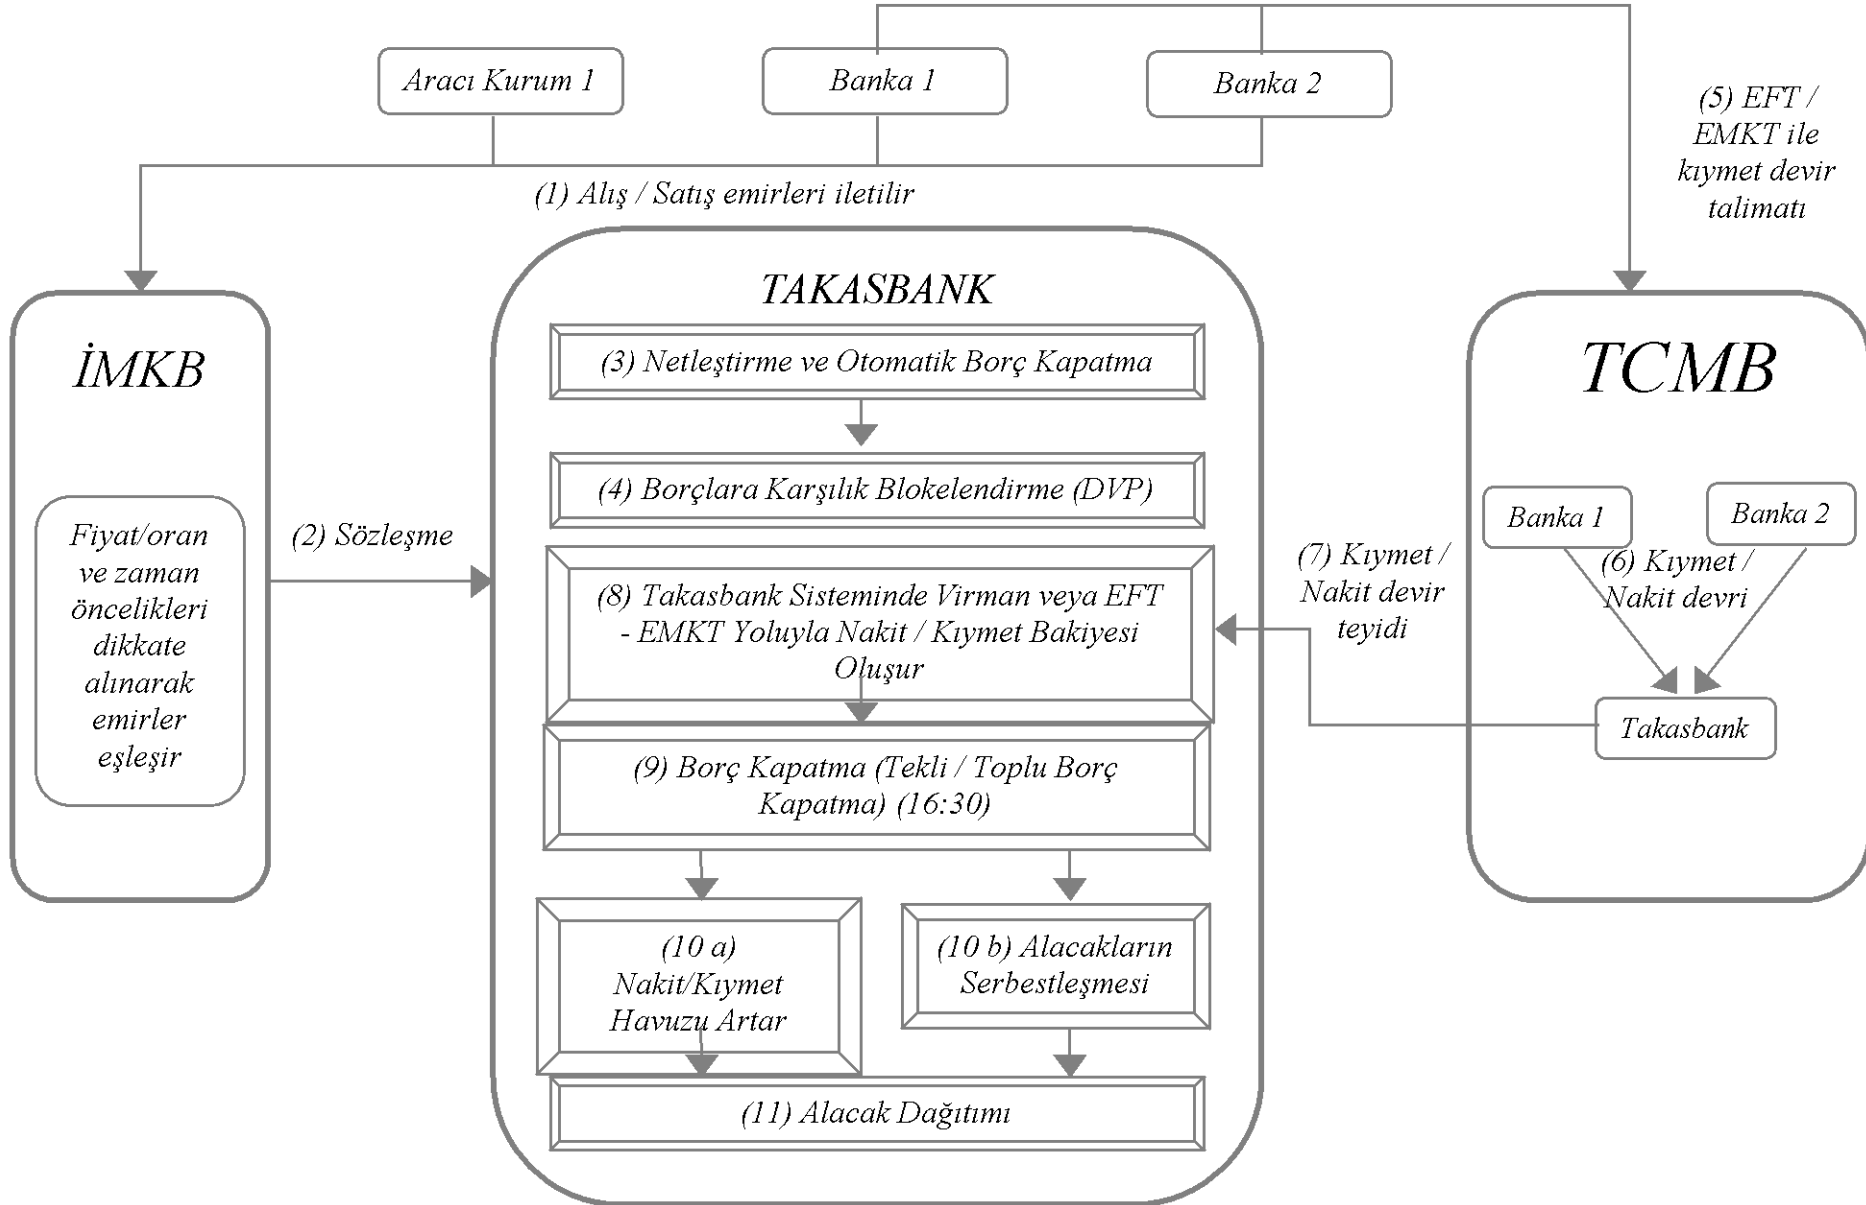 Aracı Kurum 1
Banka 1
Banka 2
(5) EFT /
EMKT ile
kıymet devir
talimatı
(1) Alış / Satış emirleri iletilir
İMKB
Fiyat/oran
ve zaman
öncelikleri
dikkate
alınarak
emirler
eşleşir
(2) Sözleşme
TAKASBANK
(3) Netleştirme ve Otomatik Borç Kapatma
(4) Borçlara Karşılık Blokelendirme (DVP)
(8) Takasbank Sisteminde Virman veya EFT
- EMKT Yoluyla Nakit / Kıymet Bakiyesi
Oluşur
(9) Borç Kapatma (Tekli / Toplu Borç
Kapatma) (16:30)
(10 a)
Nakit/Kıymet
Havuzu Artar
(10 b) Alacakların
Serbestleşmesi
(11) Alacak Dağıtımı
(7) Kıymet /
Nakit devir
teyidi
TCMB
Banka 1
Banka 2
(6) Kıymet /
Nakit devri
Takasbank